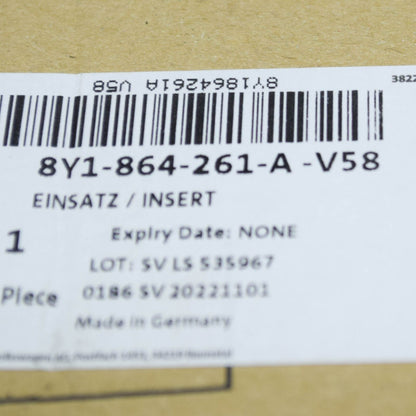 8Y1864261A V58
3822
8Y1-864-261-A -V58
EINSATZ / INSERT
1
Expiry Date: NONE
LOT: SV LS 535967
Piece
0186 SV 20221101
Made in Germany